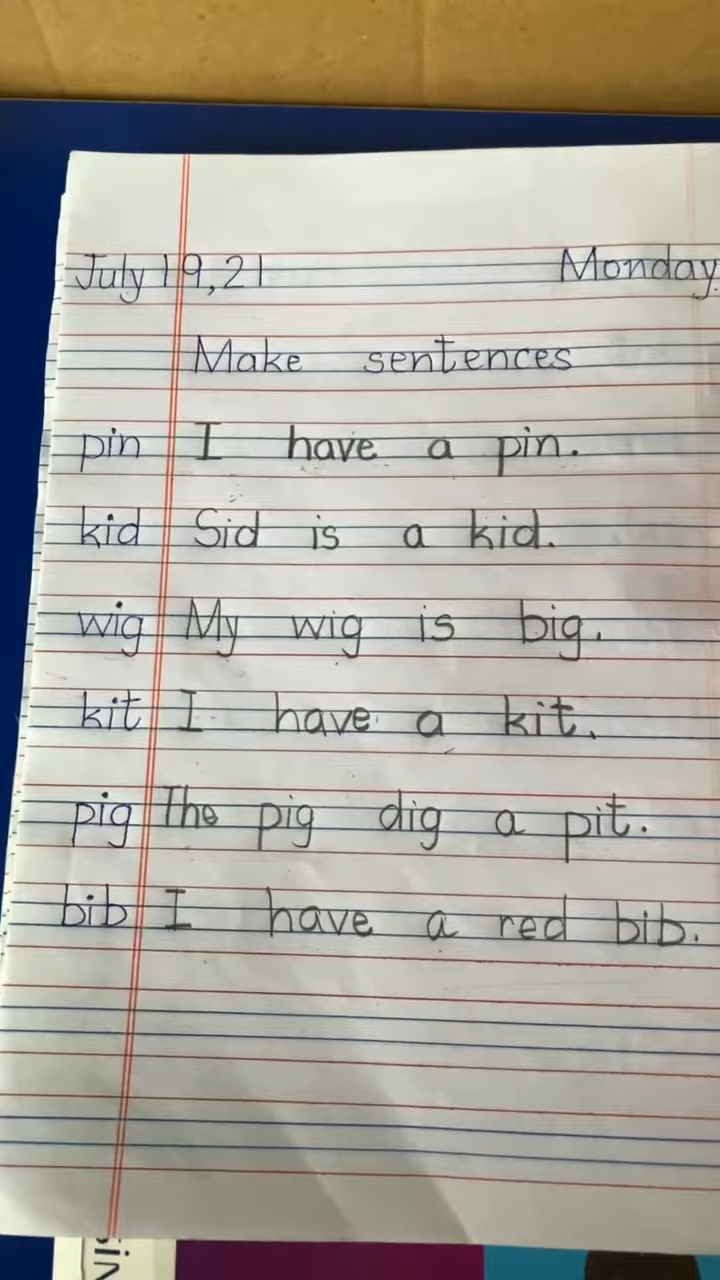 July 19, 21 Monday
Make sentences
pin I have a pin.
kid Sid is a kid.
wig My wig is big.
kit I have a kit.
pig The pig dig a pit.
bib I have a red bib.